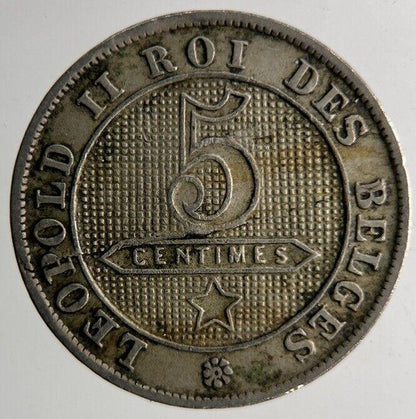 LEOPOLD II ROI DES BELGES
5
CENTIMES